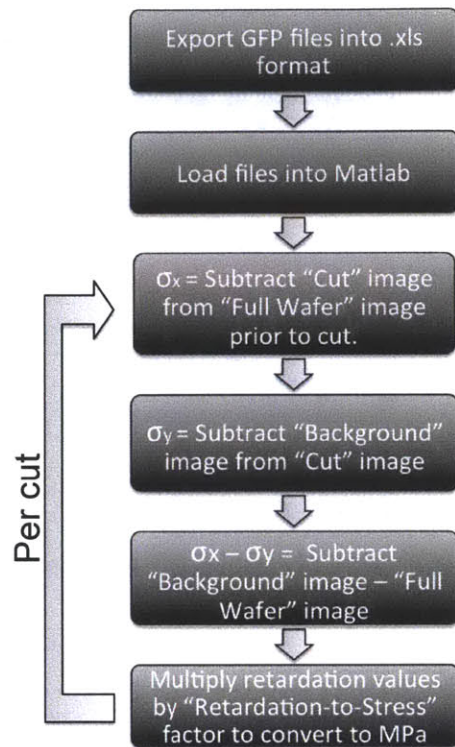 Export GFP files into .xls
format
Load files into Matlab
σx = Subtract “Cut” image
from “Full Wafer” image
prior to cut.
σy = Subtract “Background”
image from “Cut” image
σx – σy = Subtract
“Background” image – “Full
Wafer” image
Multiply retardation values
by “Retardation-to-Stress”
factor to convert to MPa
Per cut